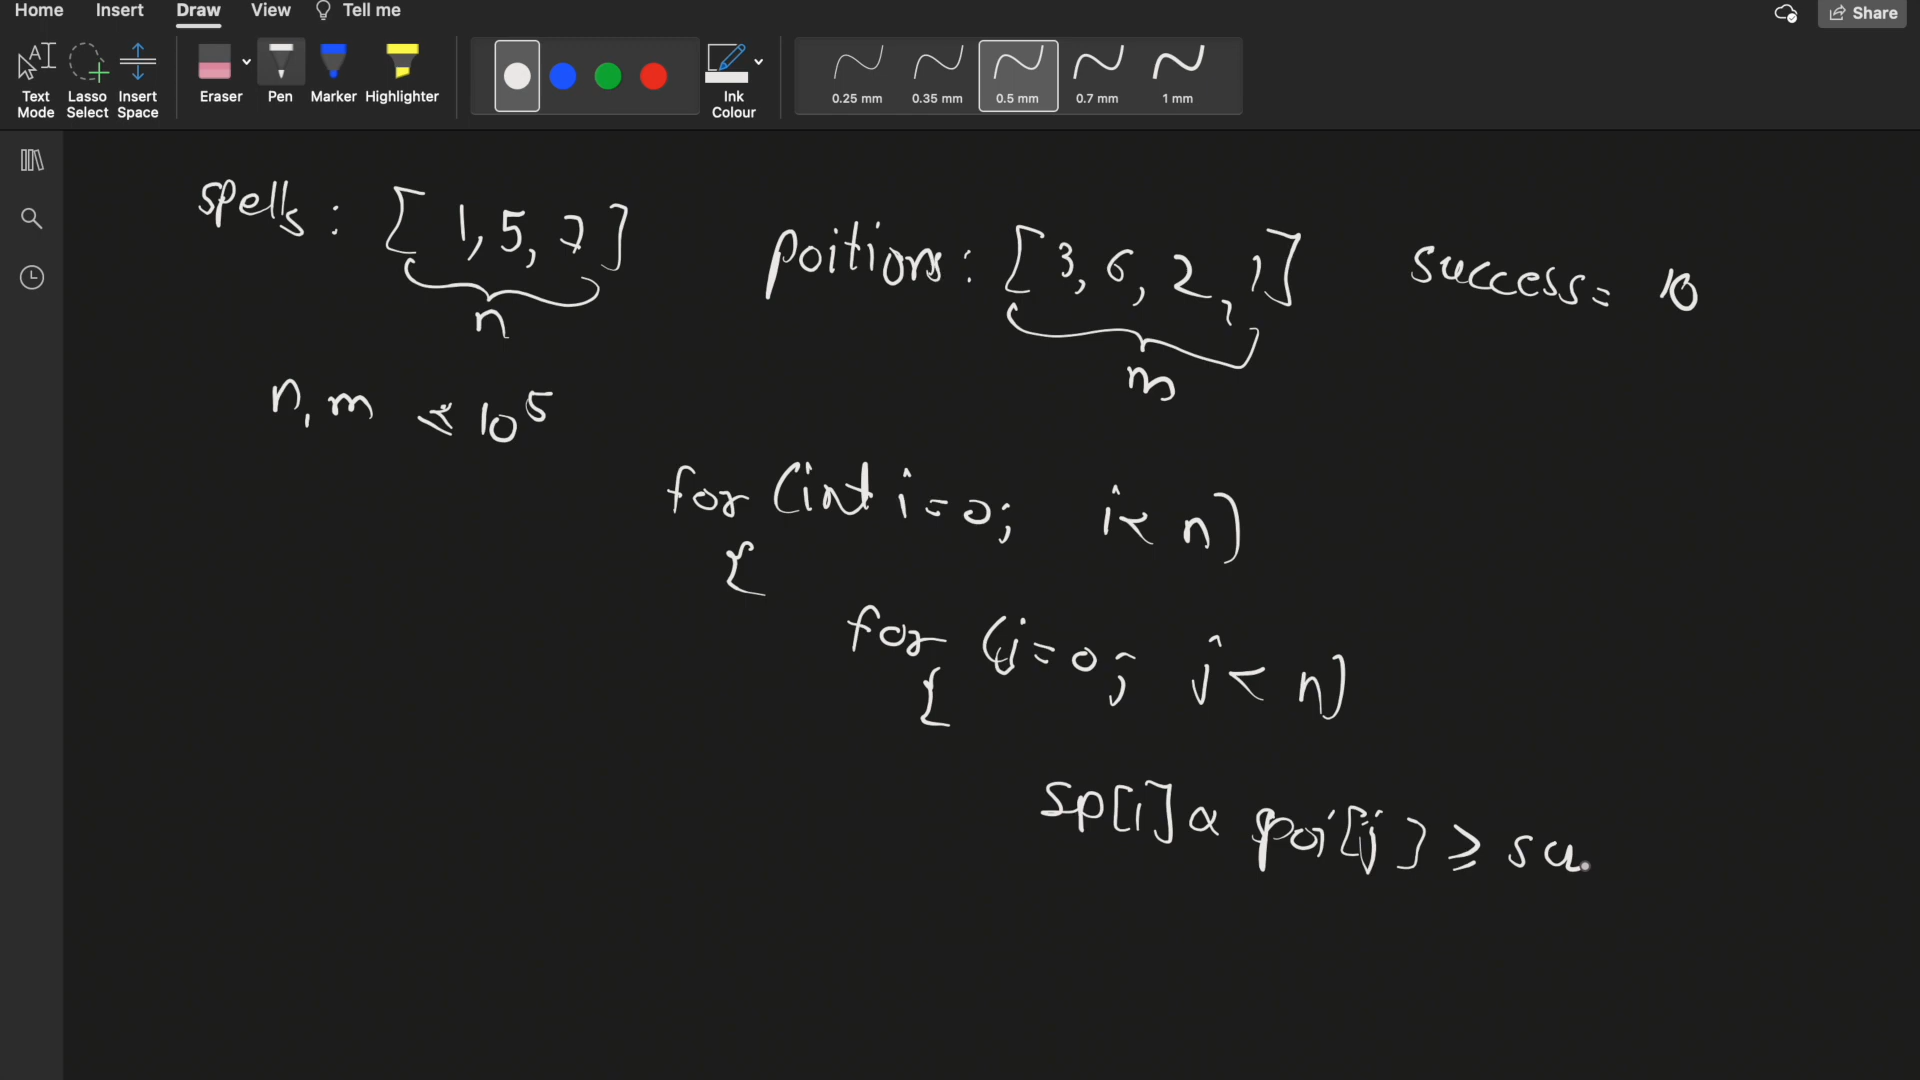 Home Insert Draw View Tell me Share
Text Mode Lasso Select Insert Space Eraser Pen Marker Highlighter Ink Colour 0.25 mm 0.35 mm 0.5 mm 0.7 mm 1 mm
spells : [ 1, 5, 7 ] poitions : [ 3, 6, 2, 1 ] success = 10
n m
n, m ≤ 10^5
for (int i = 0; i < n)
{
for (j = 0; j < n)
{
sp[i] * poi[j] ≥ su